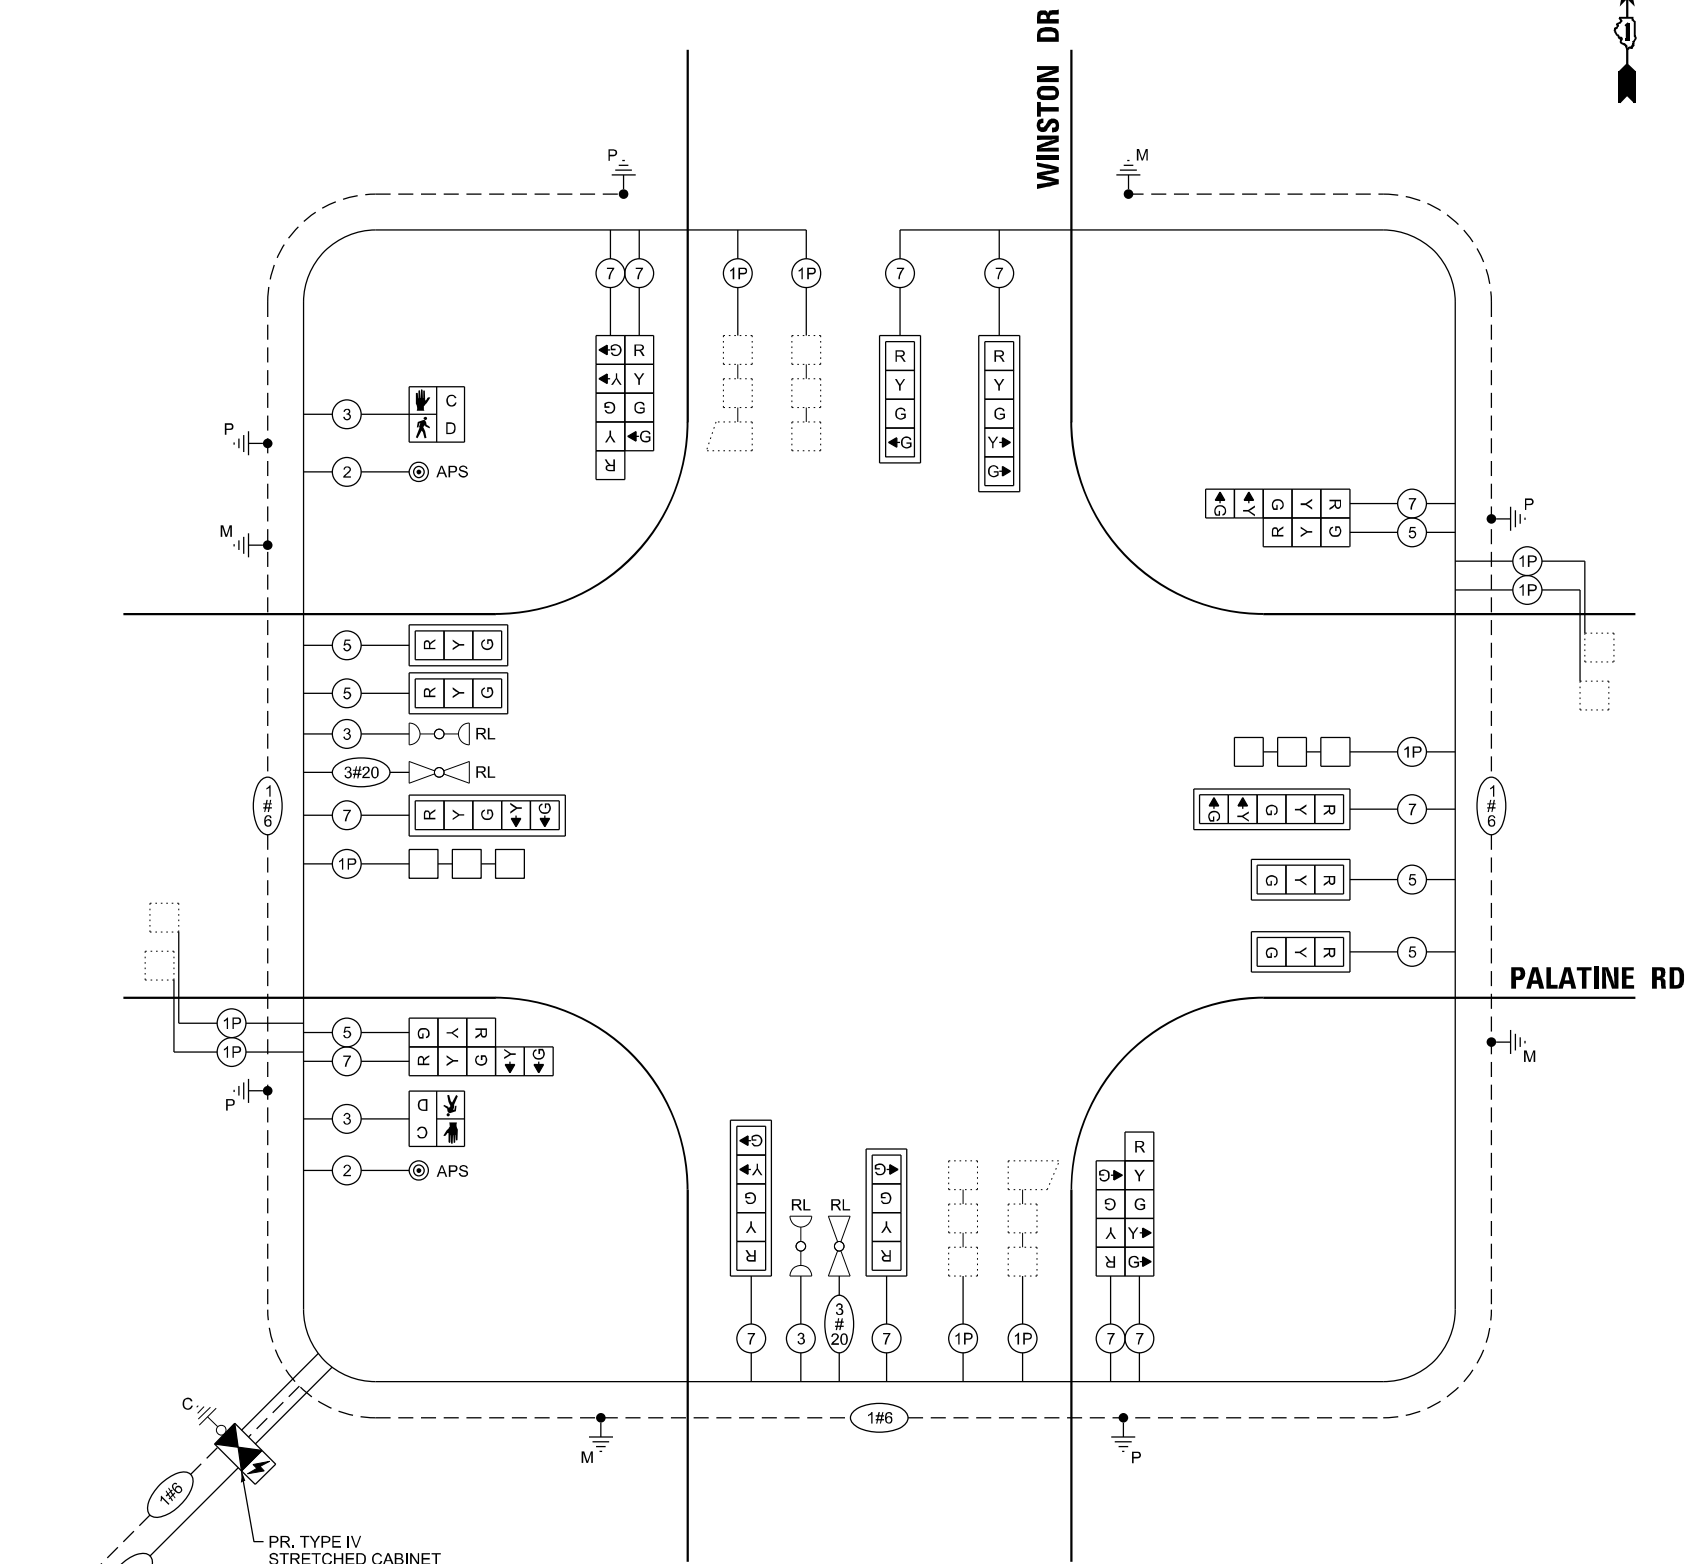 WINSTON DR
1
P
M
7 7 1P 1P 7 7
G R
Y Y
G G
Y G
R
R
Y
G
G
R
Y
G
Y
G
3 C
D
P
2 APS
M
G Y G Y R 7
R Y G 5
P
1P
1P
5 R Y G
5 R Y G
3 RL
3#20 RL
1P
7 R Y G Y G
G Y G Y R 7
1
#
6
1
#
6
1P
G Y R 5
G Y R 5
PALATINE RD
1P
5 G Y R
1P
7 R Y G Y G
P
3 D
C
2 APS
M
G
Y
G
Y
R
RL RL
G
G
Y
R
R
G Y
G G
Y Y
R G
7 3 3
#
20
7 1P 1P 7 7
C
1#6
M
P
1#6
PR. TYPE IV
STRETCHED CABINET